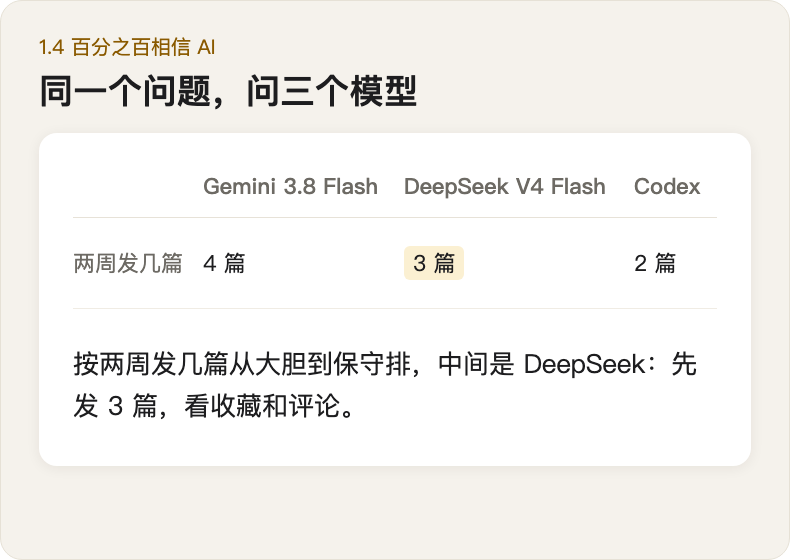 1.4 百分之百相信 AI
同一个问题，问三个模型
Gemini 3.8 Flash DeepSeek V4 Flash Codex
两周发几篇 4 篇 3 篇 2 篇
按两周发几篇从大胆到保守排，中间是 DeepSeek：先
发 3 篇，看收藏和评论。